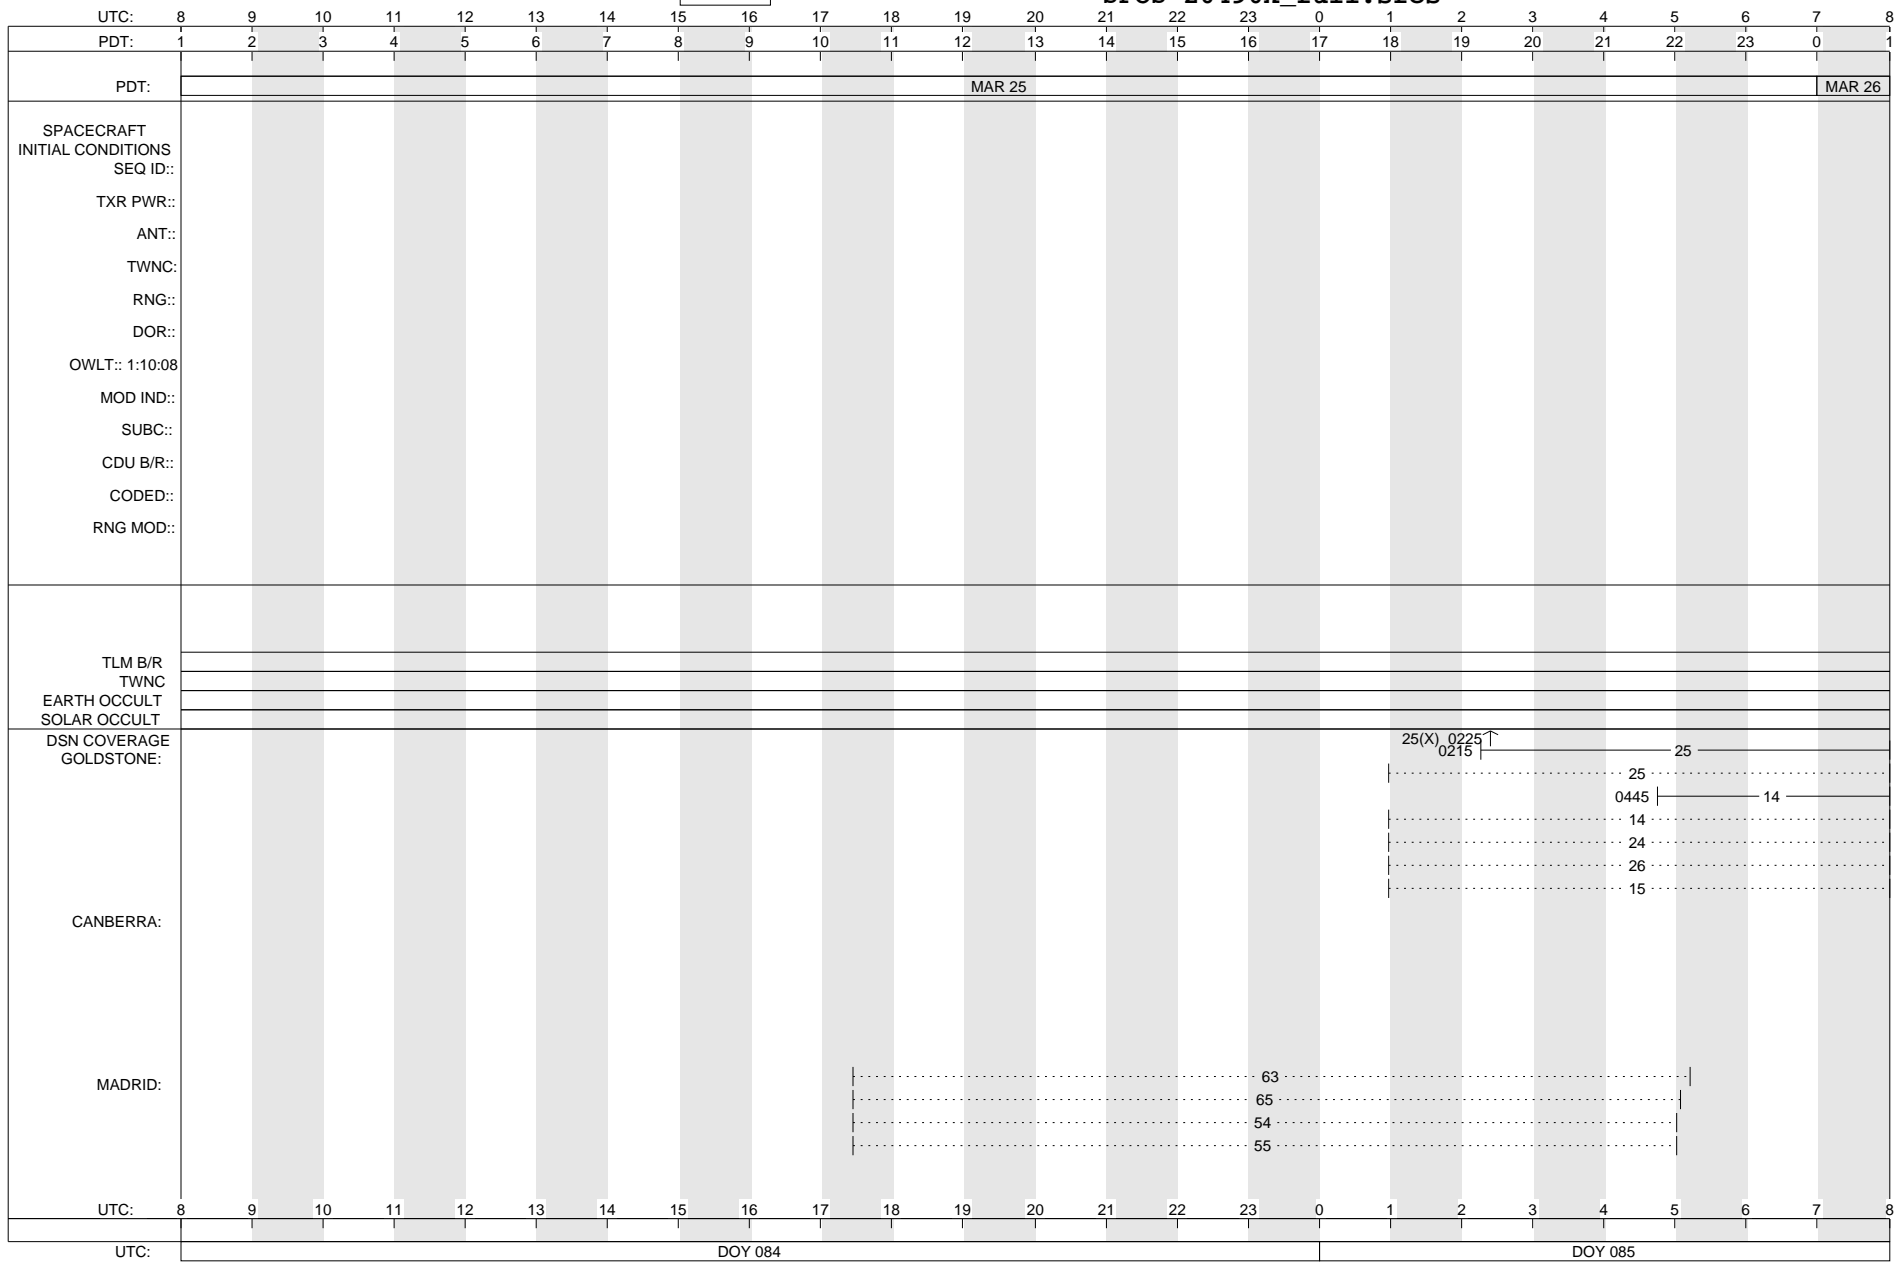 UTC: 8 9 10 11 12 13 14 15 16 17 18 19 20 21 22 23 0 1 2 3 4 5 6 7 8
PDT: 1 2 3 4 5 6 7 8 9 10 11 12 13 14 15 16 17 18 19 20 21 22 23 0 1
PDT: MAR 25 MAR 26
SPACECRAFT
INITIAL CONDITIONS
SEQ ID::
TXR PWR::
ANT::
TWNC:
RNG::
DOR::
OWLT:: 1:10:08
MOD IND::
SUBC::
CDU B/R::
CODED::
RNG MOD::
TLM B/R
TWNC
EARTH OCCULT
SOLAR OCCULT
DSN COVERAGE 25(X) 0225
GOLDSTONE: 0215 25
25
0445 14
14
24
26
15
CANBERRA:
MADRID: 63
65
54
55
UTC: 8 9 10 11 12 13 14 15 16 17 18 19 20 21 22 23 0 1 2 3 4 5 6 7 8
UTC: DOY 084 DOY 085